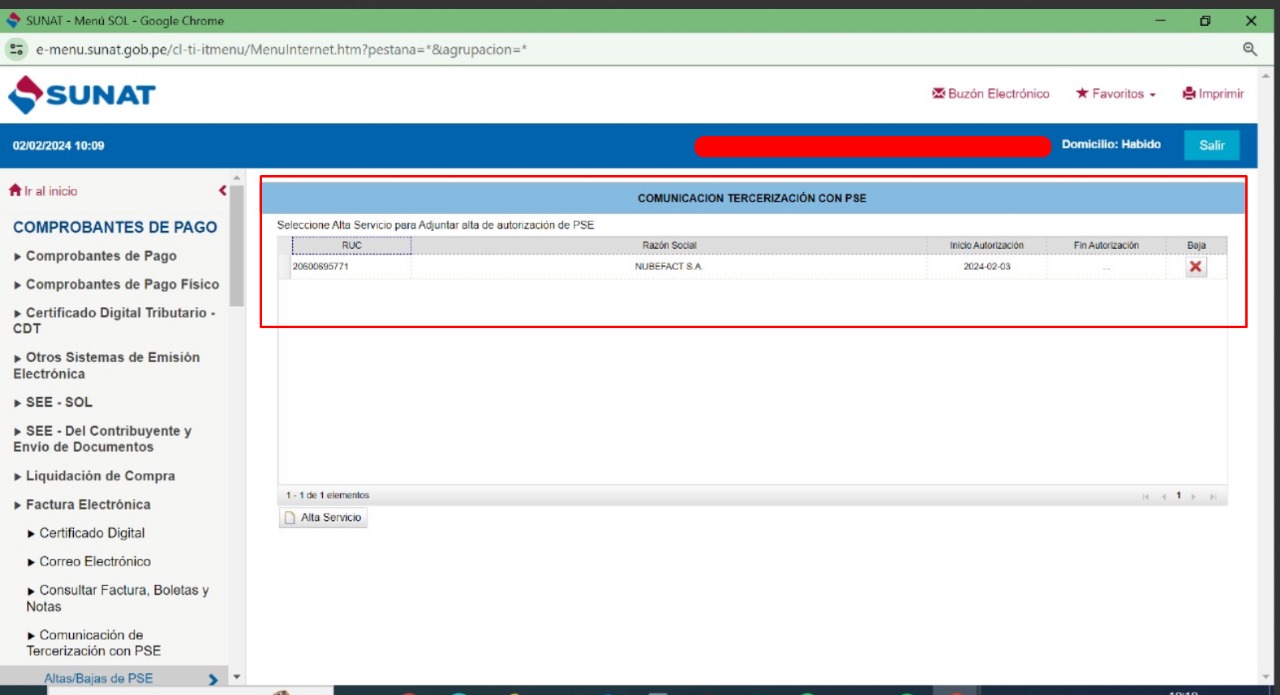 SUNAT - Menú SOL - Google Chrome
e-menu.sunat.gob.pe/cl-ti-itmenu/MenuInternet.htm?pestana=*&agrupacion=*
SUNAT
Buzón Electrónico
Favoritos
Imprimir
02/02/2024 10:09
Domicilio: Habido
Salir
Ir al inicio
COMPROBANTES DE PAGO
Comprobantes de Pago
Comprobantes de Pago Físico
Certificado Digital Tributario -
CDT
Otros Sistemas de Emisión
Electrónica
SEE - SOL
SEE - Del Contribuyente y
Envío de Documentos
Liquidación de Compra
Factura Electrónica
Certificado Digital
Correo Electrónico
Consultar Factura, Boletas y
Notas
Comunicación de
Tercerización con PSE
Altas/Bajas de PSE
COMUNICACION TERCERIZACIÓN CON PSE
Seleccione Alta Servicio para Adjuntar alta de autorización de PSE
RUC Razón Social Inicio Autorización Fin Autorización Baja
20600695771 NUBEFACT S.A. 2024-02-03 ...
1 - 1 de 1 elementos
1
Alta Servicio